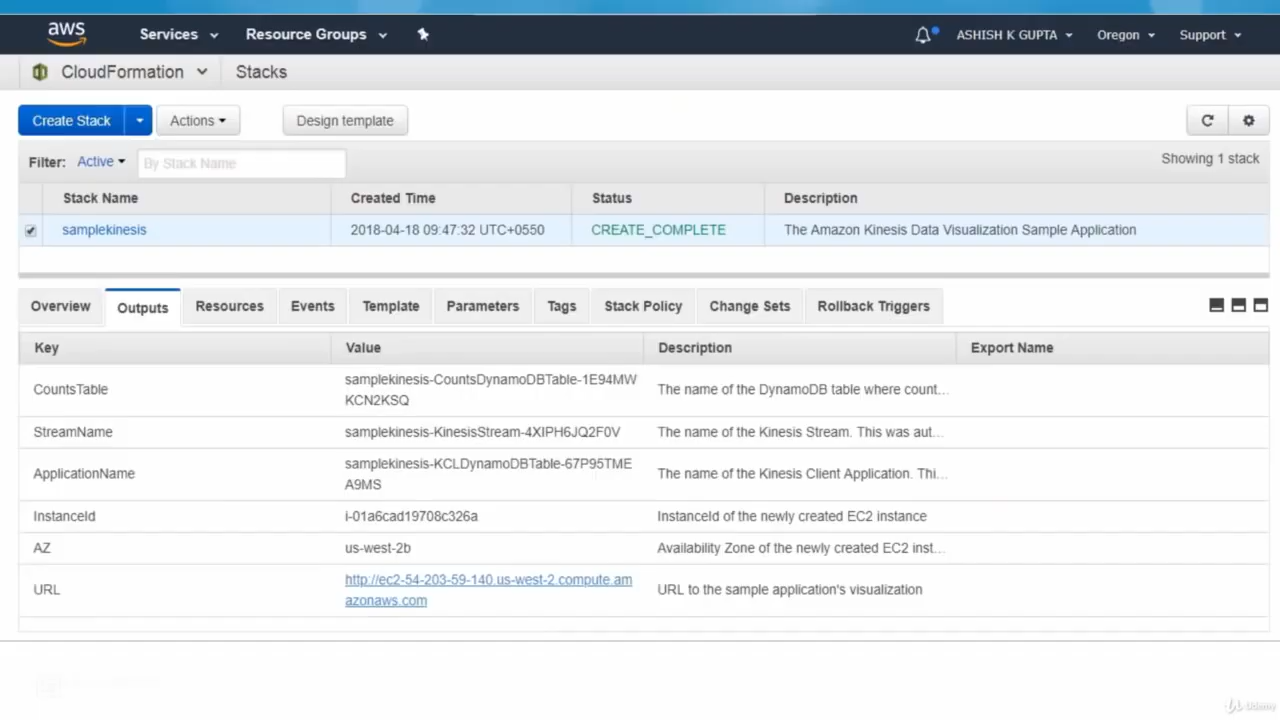 aws Services Resource Groups ASHISH K GUPTA Oregon Support
CloudFormation Stacks
Create Stack Actions Design template
Filter: Active By Stack Name Showing 1 stack
Stack Name Created Time Status Description
samplekinesis 2018-04-18 09:47:32 UTC+0550 CREATE_COMPLETE The Amazon Kinesis Data Visualization Sample Application
Overview Outputs Resources Events Template Parameters Tags Stack Policy Change Sets Rollback Triggers
Key Value Description Export Name
CountsTable samplekinesis-CountsDynamoDBTable-1E94MW
KCN2KSQ The name of the DynamoDB table where count...
StreamName samplekinesis-KinesisStream-4XIPH6JQ2F0V The name of the Kinesis Stream. This was aut...
ApplicationName samplekinesis-KCLDynamoDBTable-67P95TME
A9MS The name of the Kinesis Client Application. Thi...
InstanceId i-01a6cad19708c326a InstanceId of the newly created EC2 instance
AZ us-west-2b Availability Zone of the newly created EC2 inst...
URL http://ec2-54-203-59-140.us-west-2.compute.am
azonaws.com URL to the sample application's visualization
Udemy